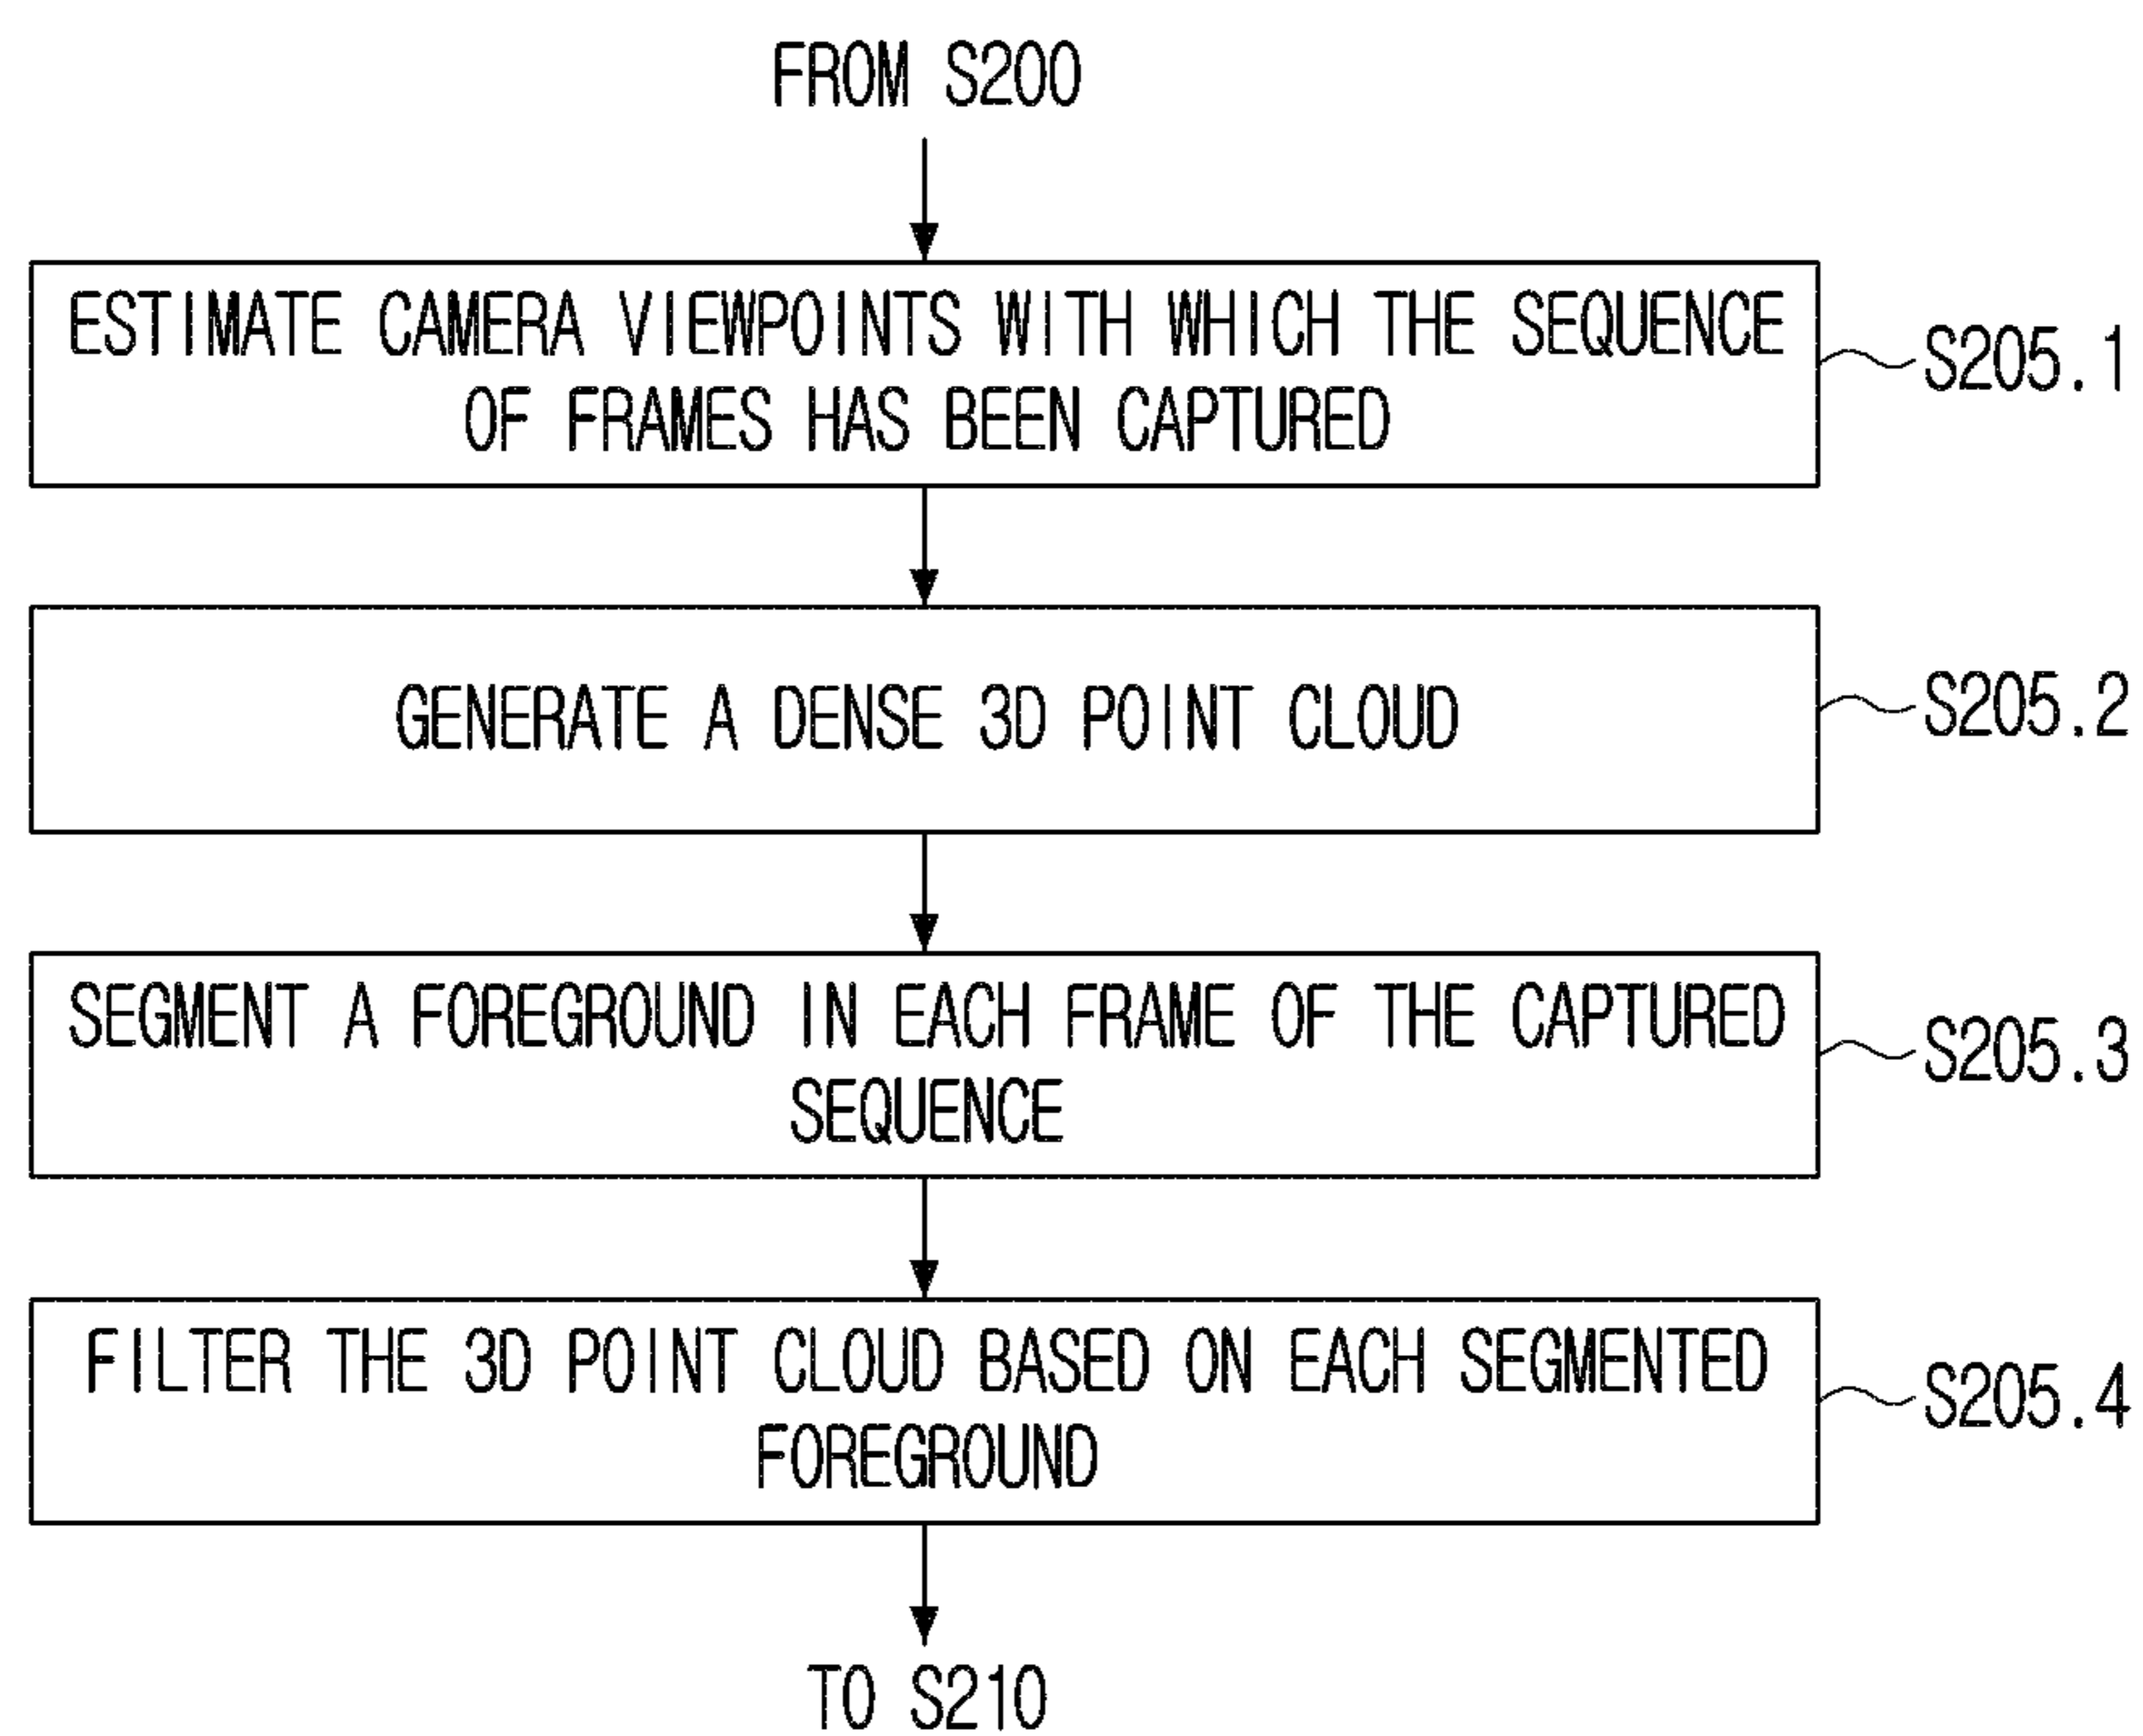 FROM S200
ESTIMATE CAMERA VIEWPOINTS WITH WHICH THE SEQUENCE
OF FRAMES HAS BEEN CAPTURED
S205.1
GENERATE A DENSE 3D POINT CLOUD
S205.2
SEGMENT A FOREGROUND IN EACH FRAME OF THE CAPTURED
SEQUENCE
S205.3
FILTER THE 3D POINT CLOUD BASED ON EACH SEGMENTED
FOREGROUND
S205.4
TO S210